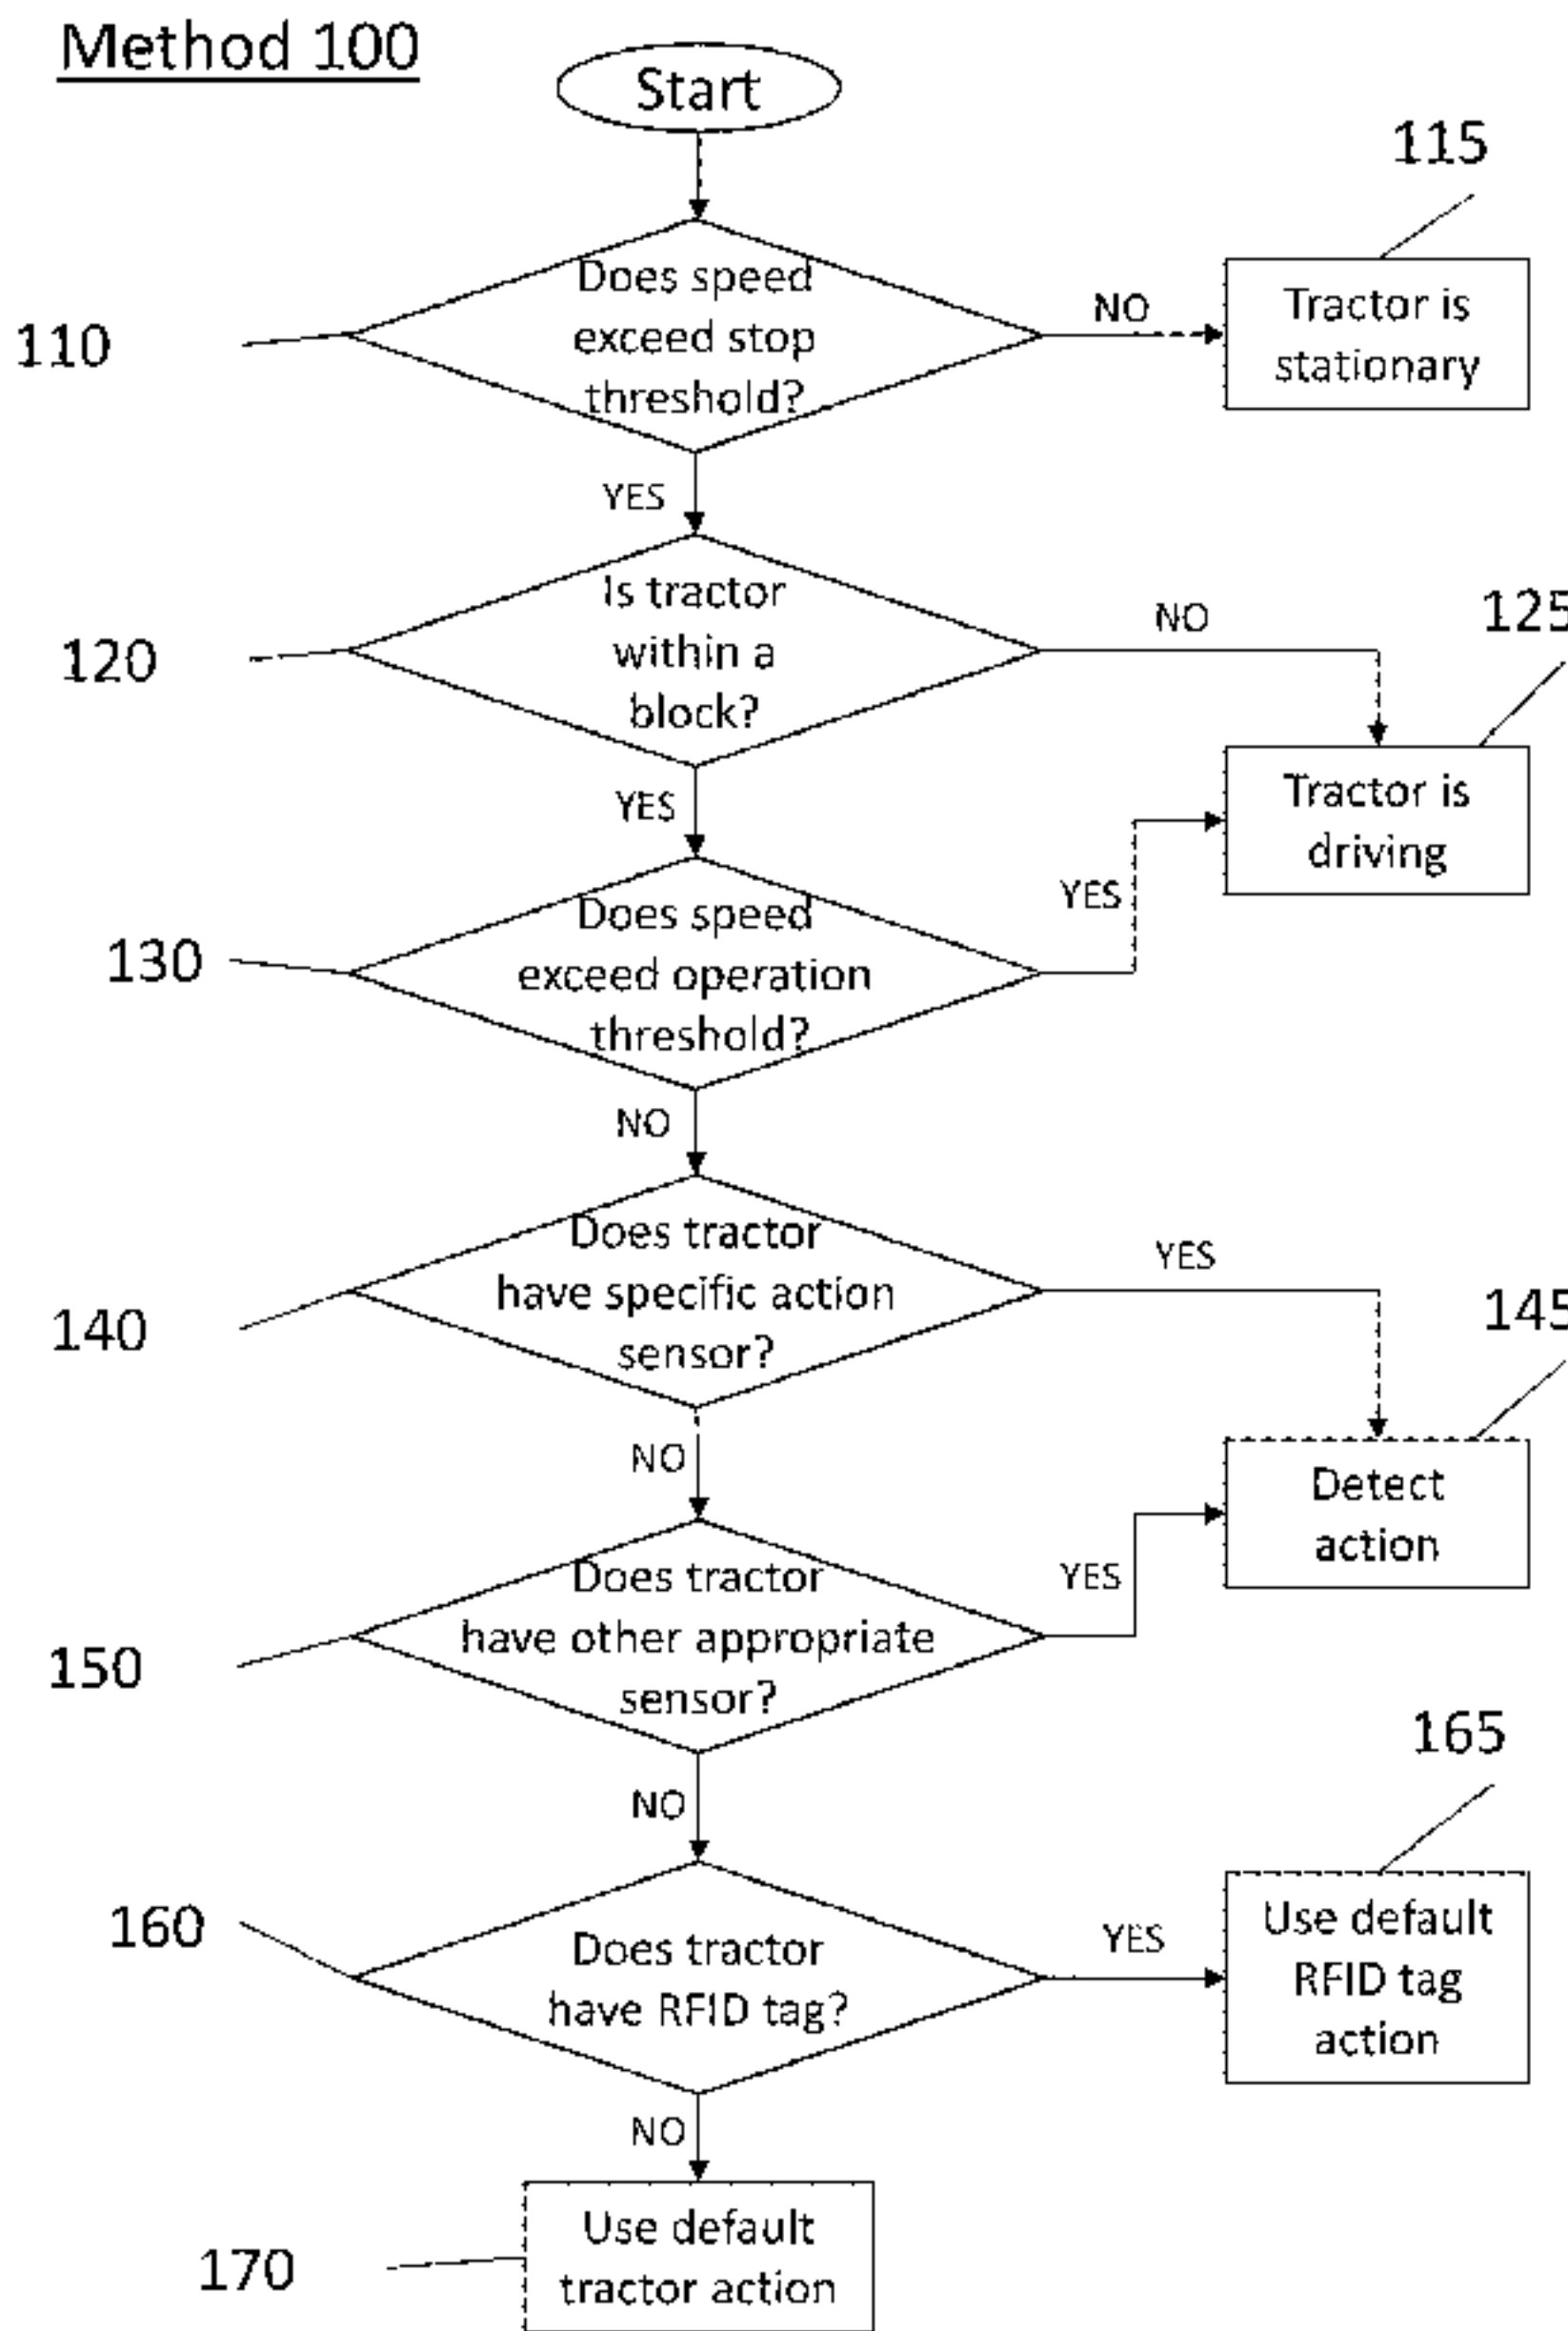 Method 100
Start
115
Does speed
exceed stop
threshold?
NO
Tractor is
stationary
110
YES
Is tractor
within a
block?
NO
125
120
YES
Tractor is
driving
Does speed
exceed operation
threshold?
YES
130
NO
Does tractor
have specific action
sensor?
YES
145
140
NO
Detect
action
Does tractor
have other appropriate
sensor?
YES
150
165
NO
160
Does tractor
have RFID tag?
YES
Use default
RFID tag
action
NO
Use default
tractor action
170